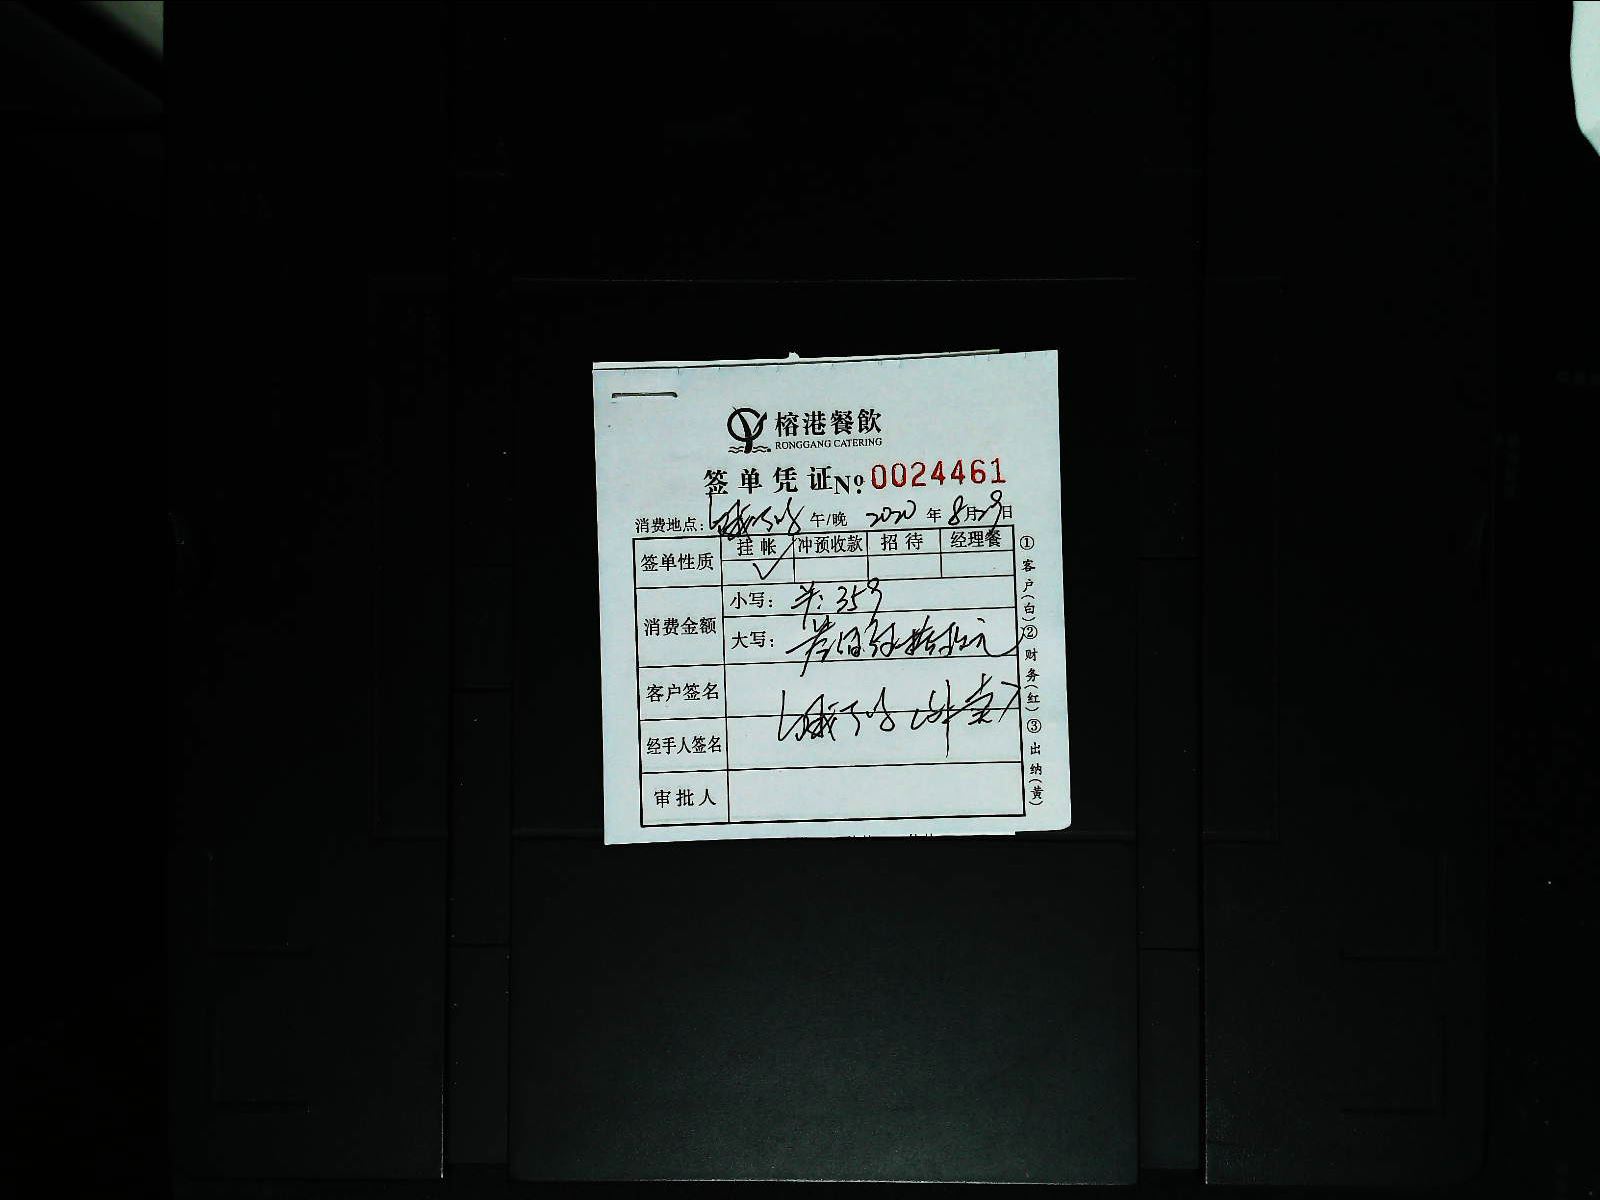 榕港餐飲
RONGGANG CATERING
签单凭证 No. 0024461
消费地点: 午/晚 2020 年 8 月 29 日
签单性质 挂帐 冲预收款 招待 经理餐
✓
消费金额 小写: 359
大写:
客户签名
经手人签名
审批人
①客户(白)②财务(红)③出纳(黄)